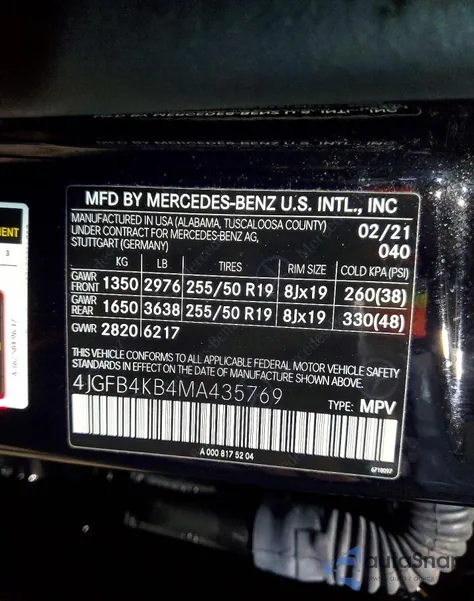 MFD BY MERCEDES-BENZ U.S. INTL., INC
MANUFACTURED IN USA (ALABAMA, TUSCALOOSA COUNTY)
UNDER CONTRACT FOR MERCEDES-BENZ AG,
STUTTGART (GERMANY)
02/21
040
KG LB TIRES RIM SIZE COLD KPA (PSI)
GAWR FRONT 1350 2976 255/50 R19 8Jx19 260(38)
GAWR REAR 1650 3638 255/50 R19 8Jx19 330(48)
GVWR 2820 6217
THIS VEHICLE CONFORMS TO ALL APPLICABLE FEDERAL MOTOR VEHICLE SAFETY
STANDARDS IN EFFECT ON THE DATE OF MANUFACTURE SHOWN ABOVE.
4JGFB4KB4MA435769
TYPE: MPV
A 000 817 52 04
6718097
MENT
3